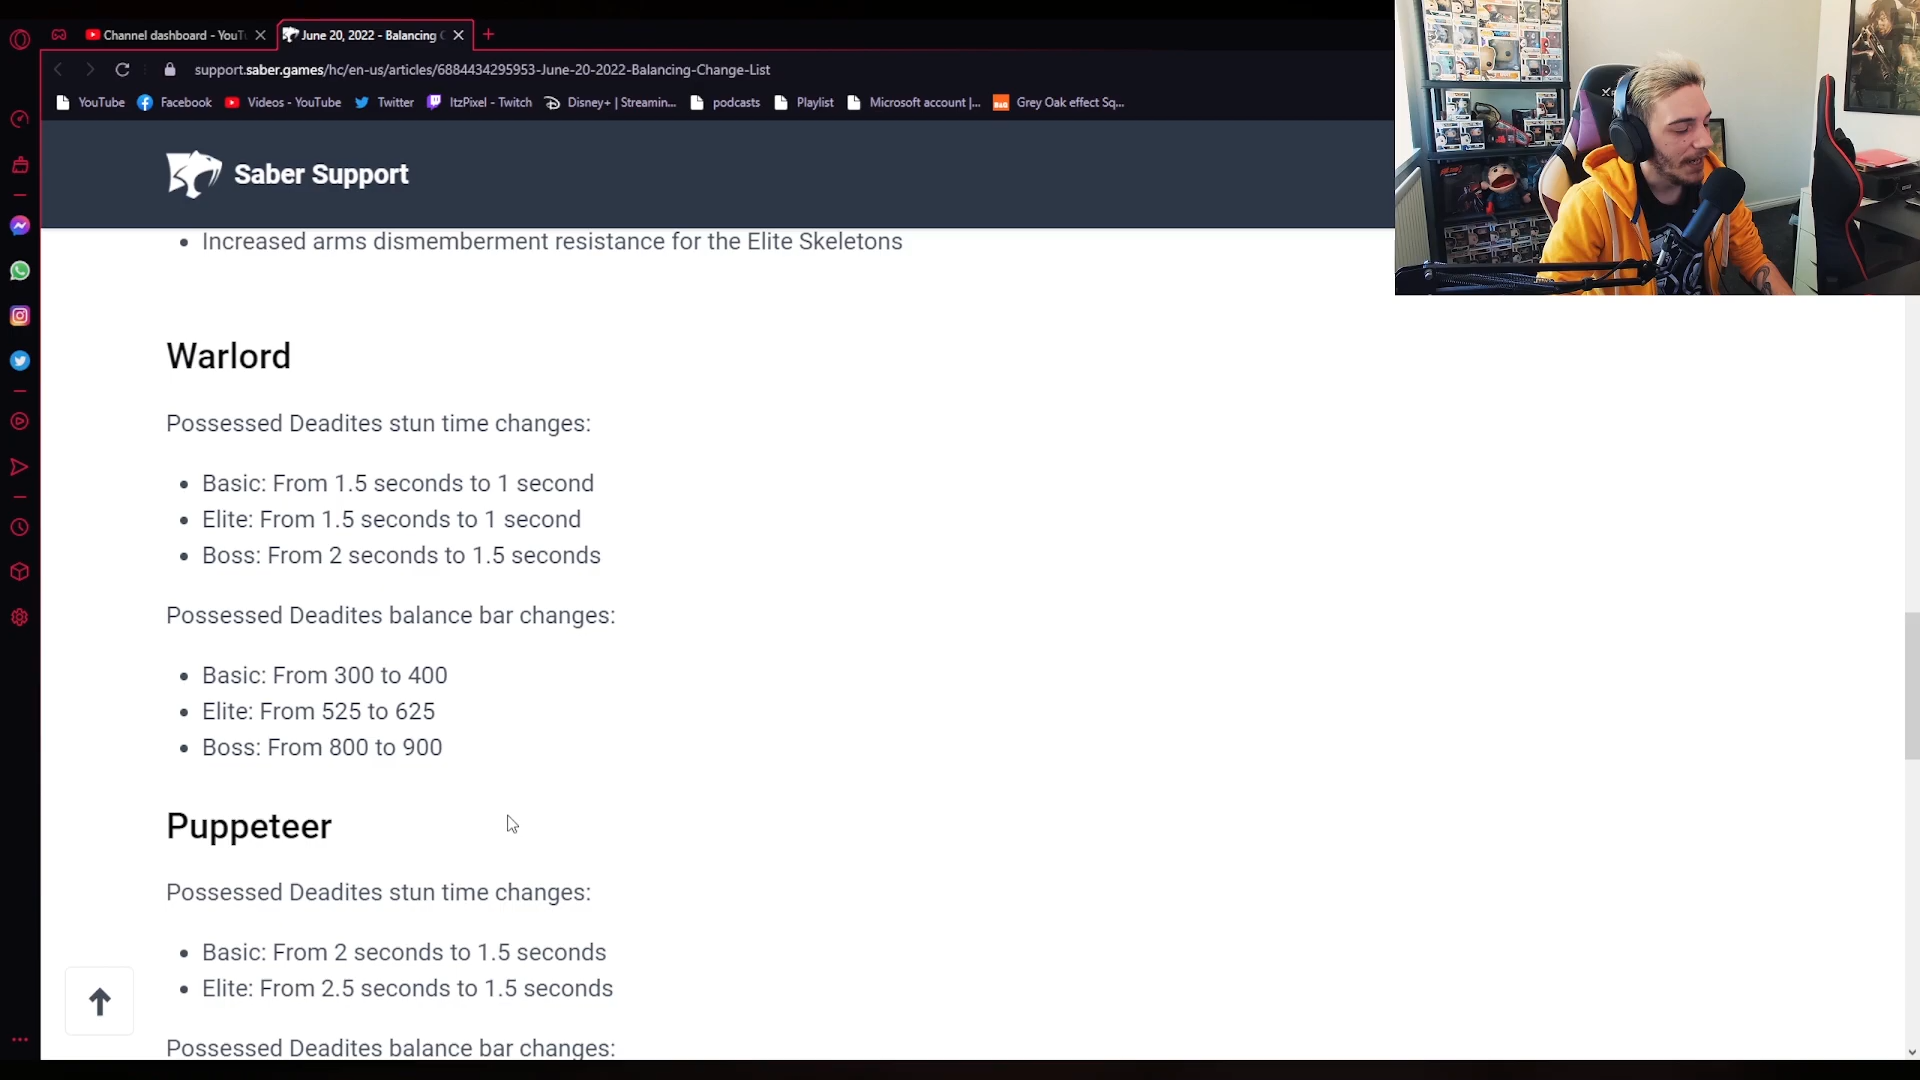 Channel dashboard - YouTu
June 20, 2022 - Balancing C
support.saber.games/hc/en-us/articles/6884434295953-June-20-2022-Balancing-Change-List
YouTube Facebook Videos - YouTube Twitter ItzPixel - Twitch Disney+ | Streamin... podcasts Playlist Microsoft account |... Grey Oak effect Sq...
Saber Support
Increased arms dismemberment resistance for the Elite Skeletons
Warlord
Possessed Deadites stun time changes:
Basic: From 1.5 seconds to 1 second
Elite: From 1.5 seconds to 1 second
Boss: From 2 seconds to 1.5 seconds
Possessed Deadites balance bar changes:
Basic: From 300 to 400
Elite: From 525 to 625
Boss: From 800 to 900
Puppeteer
Possessed Deadites stun time changes:
Basic: From 2 seconds to 1.5 seconds
Elite: From 2.5 seconds to 1.5 seconds
Possessed Deadites balance bar changes: